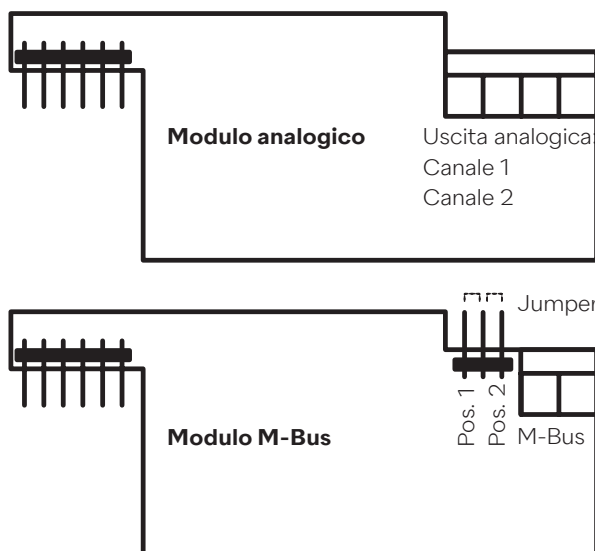 Modulo analogico
Uscita analogica:
Canale 1
Canale 2
Jumper
Pos. 1
Pos. 2
Modulo M-Bus
M-Bus